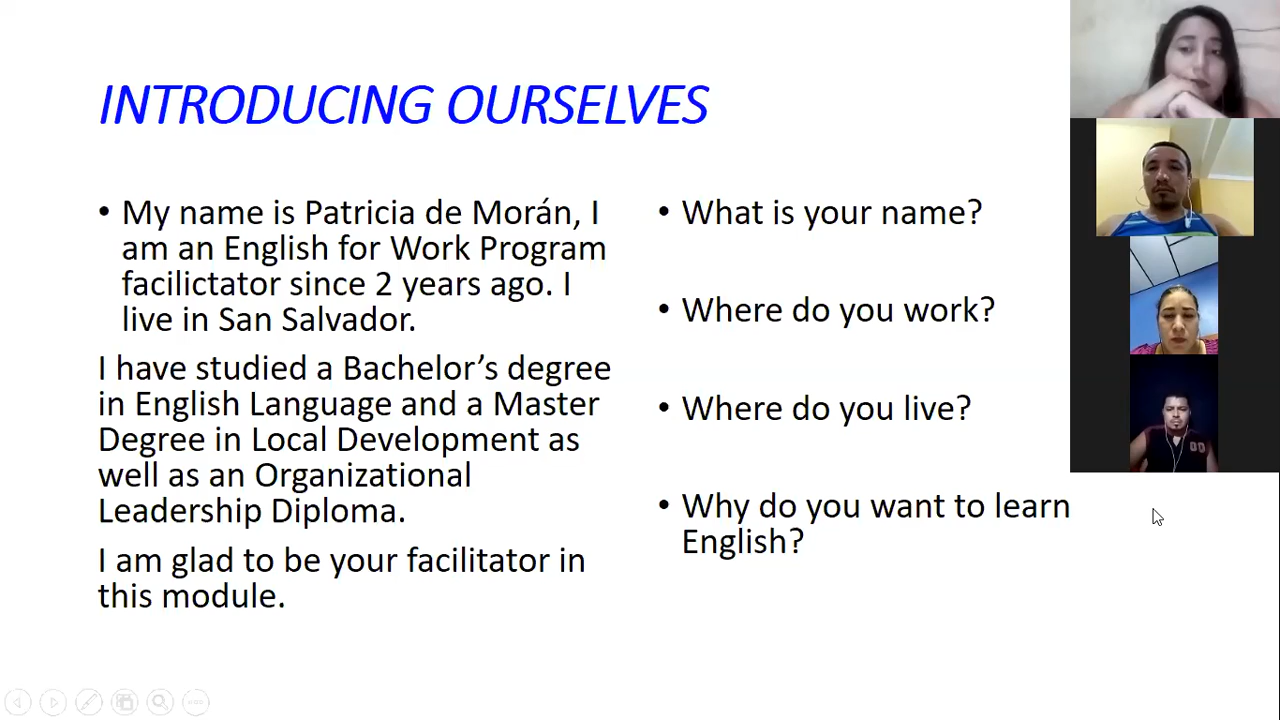 INTRODUCING OURSELVES
• My name is Patricia de Morán, I
am an English for Work Program
facilictator since 2 years ago. I
live in San Salvador.
I have studied a Bachelor’s degree
in English Language and a Master
Degree in Local Development as
well as an Organizational
Leadership Diploma.
I am glad to be your facilitator in
this module.
• What is your name?
• Where do you work?
• Where do you live?
• Why do you want to learn
English?
00